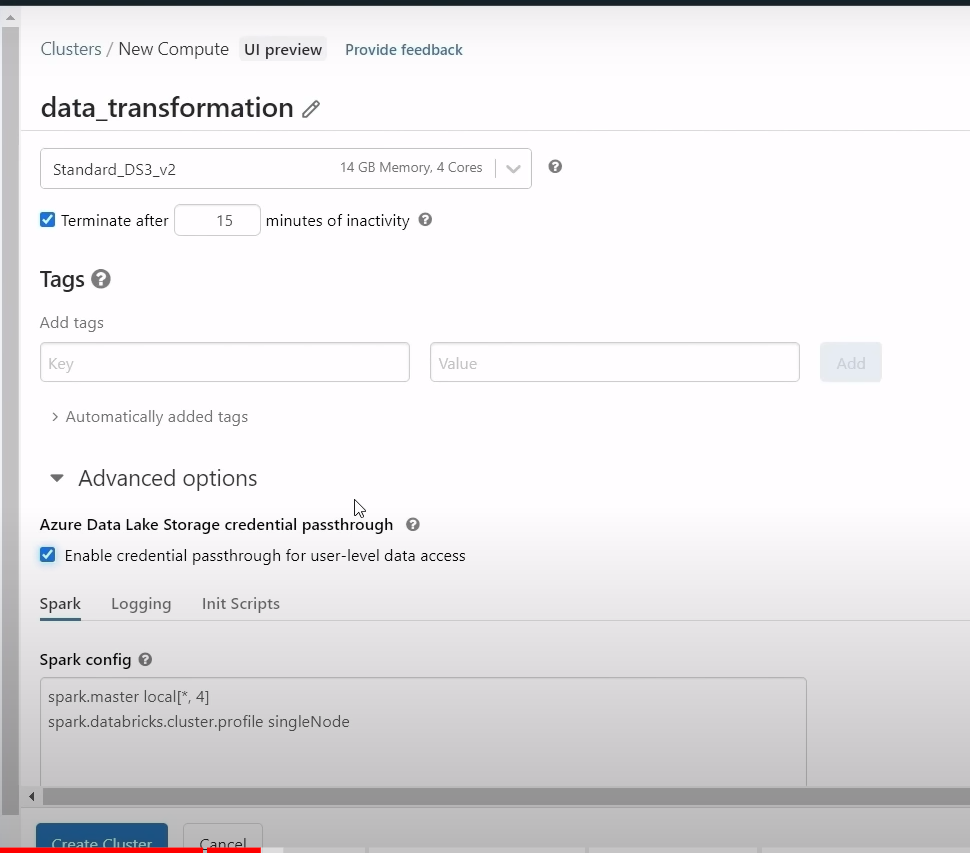 Clusters / New Compute UI preview Provide feedback
data_transformation
Standard_DS3_v2 14 GB Memory, 4 Cores
Terminate after 15 minutes of inactivity
Tags
Add tags
Key Value Add
Automatically added tags
Advanced options
Azure Data Lake Storage credential passthrough
Enable credential passthrough for user-level data access
Spark Logging Init Scripts
Spark config
spark.master local[*, 4]
spark.databricks.cluster.profile singleNode
Create Cluster Cancel